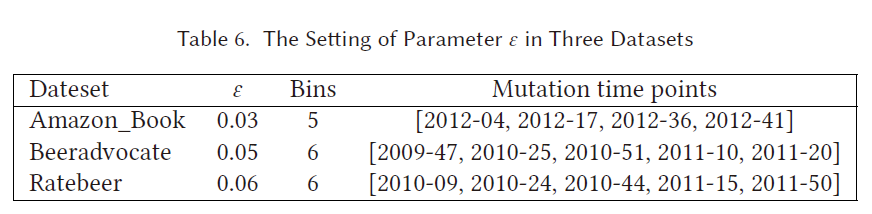 Table 6. The Setting of Parameter ε in Three Datasets
Dateset ε Bins Mutation time points
Amazon_Book 0.03 5 [2012-04, 2012-17, 2012-36, 2012-41]
Beeradvocate 0.05 6 [2009-47, 2010-25, 2010-51, 2011-10, 2011-20]
Ratebeer 0.06 6 [2010-09, 2010-24, 2010-44, 2011-15, 2011-50]